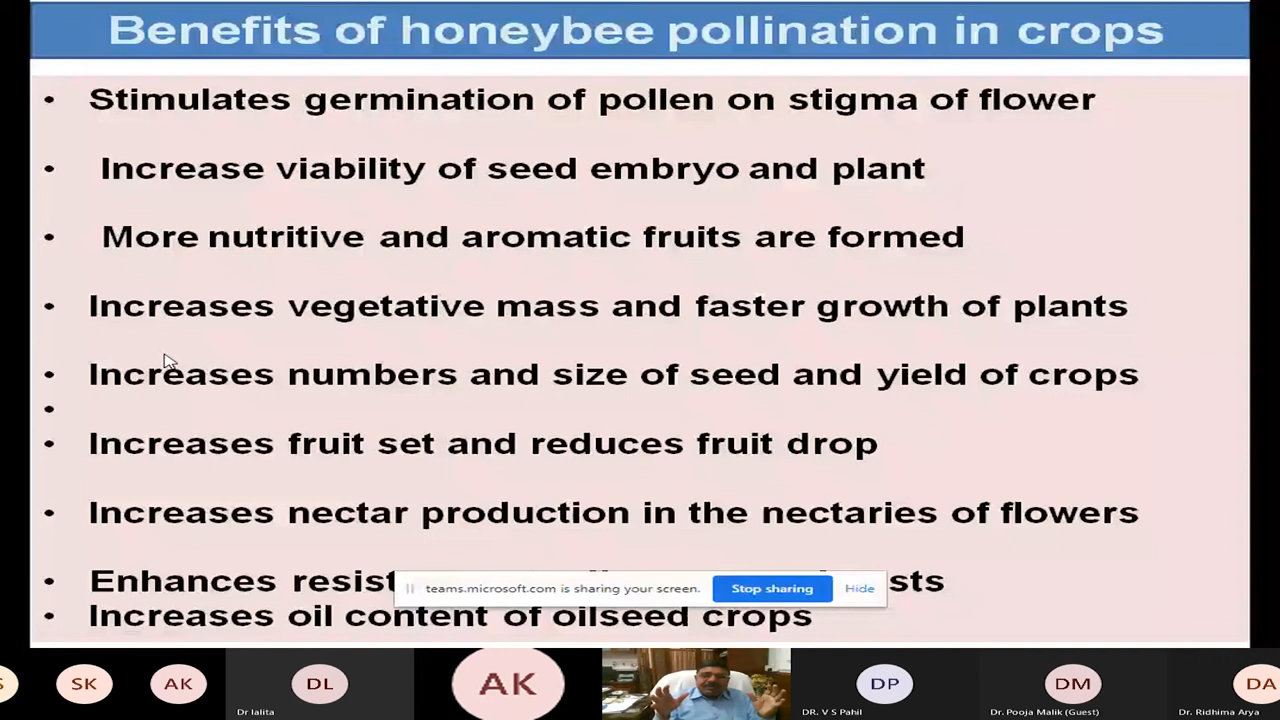 Benefits of honeybee pollination in crops
• Stimulates germination of pollen on stigma of flower
• Increase viability of seed embryo and plant
• More nutritive and aromatic fruits are formed
• Increases vegetative mass and faster growth of plants
• Increases numbers and size of seed and yield of crops
•
• Increases fruit set and reduces fruit drop
• Increases nectar production in the nectaries of flowers
• Enhances
teams.microsoft.com is sharing your screen. Stop sharing Hide
• Increases oil content of oilseed crops
S SK AK DL AK DP DM DA
Dr lalita DR. V S Pahil Dr. Pooja Malik (Guest) Dr. Ridhima Arya